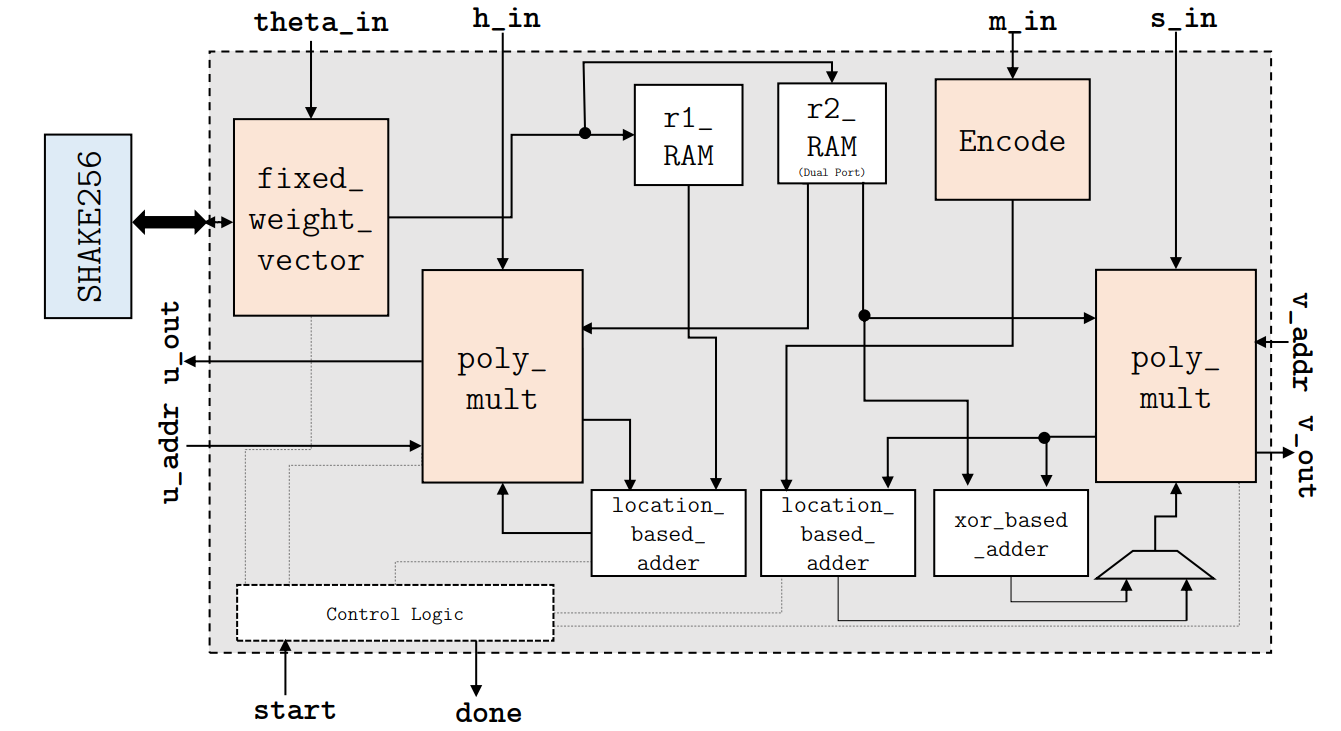 theta_in
h_in
m_in
s_in
SHAKE256
fixed_
weight_
vector
r1_
RAM
r2_
RAM
(Dual Port)
Encode
u_out
u_addr
poly_
mult
poly_
mult
v_addr
v_out
location_
based_
adder
location_
based_
adder
xor_based
_adder
Control Logic
start
done